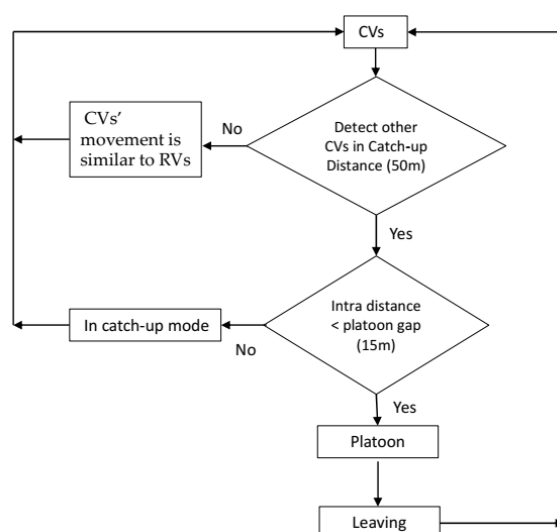 CVs
Detect other
CVs in Catch-up
Distance (50m)
No
CVs’
movement is
similar to RVs
Yes
Intra distance
< platoon gap
(15m)
No
In catch-up mode
Yes
Platoon
Leaving